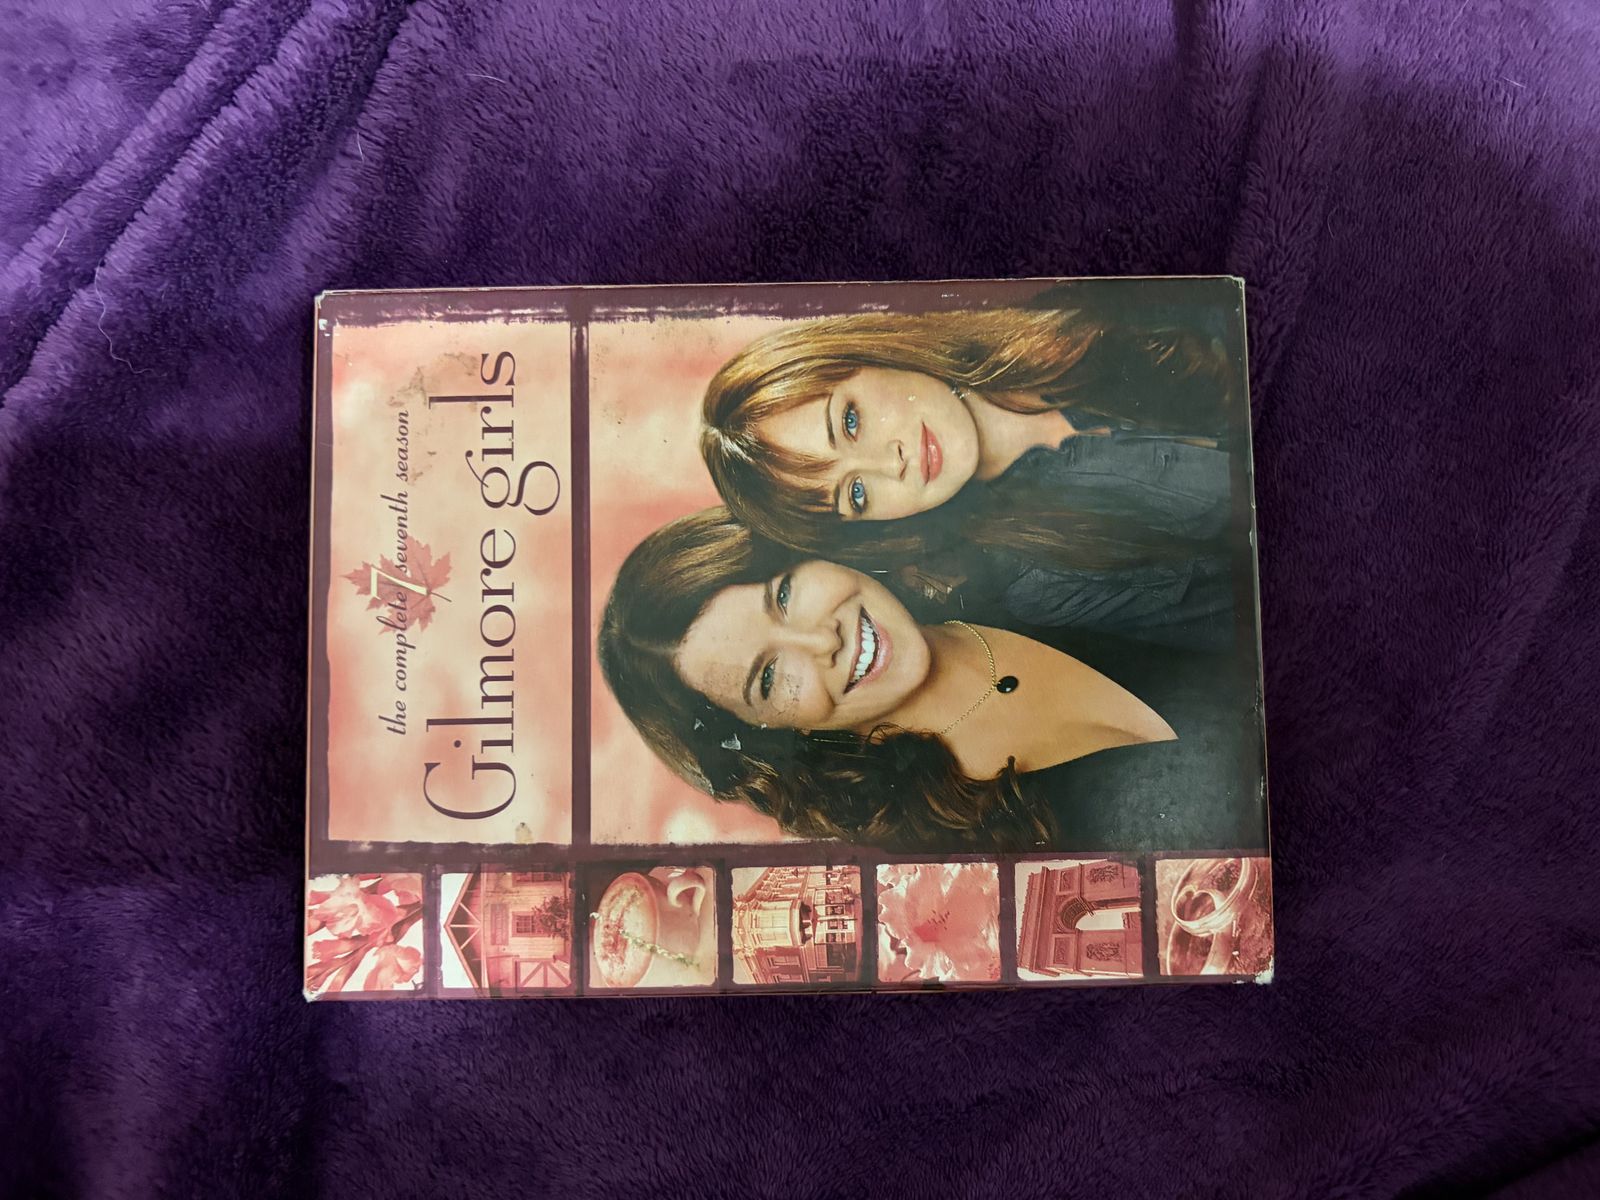 the complete 7 seventh season
Gilmore girls